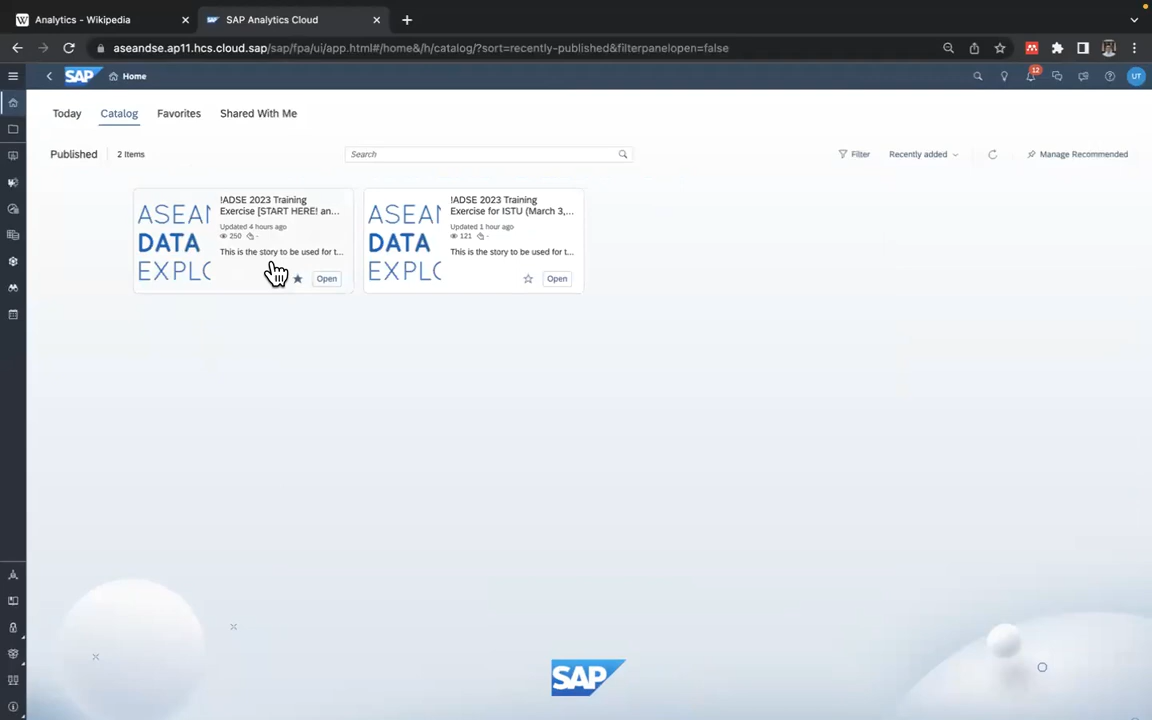 Analytics - Wikipedia
SAP Analytics Cloud
aseandse.ap11.hcs.cloud.sap/sap/fpa/ui/app.html#/home&/h/catalog/?sort=recently-published&filterpanelopen=false
SAP
Home
12
UT
Today
Catalog
Favorites
Shared With Me
Published
2 Items
Search
Filter
Recently added
Manage Recommended
ASEAN
DATA
EXPLO
!ADSE 2023 Training
Exercise [START HERE! an...
Updated 4 hours ago
250 -
This is the story to be used for t...
Open
ASEAN
DATA
EXPLO
!ADSE 2023 Training
Exercise for ISTU (March 3,...
Updated 1 hour ago
121 -
This is the story to be used for t...
Open
SAP